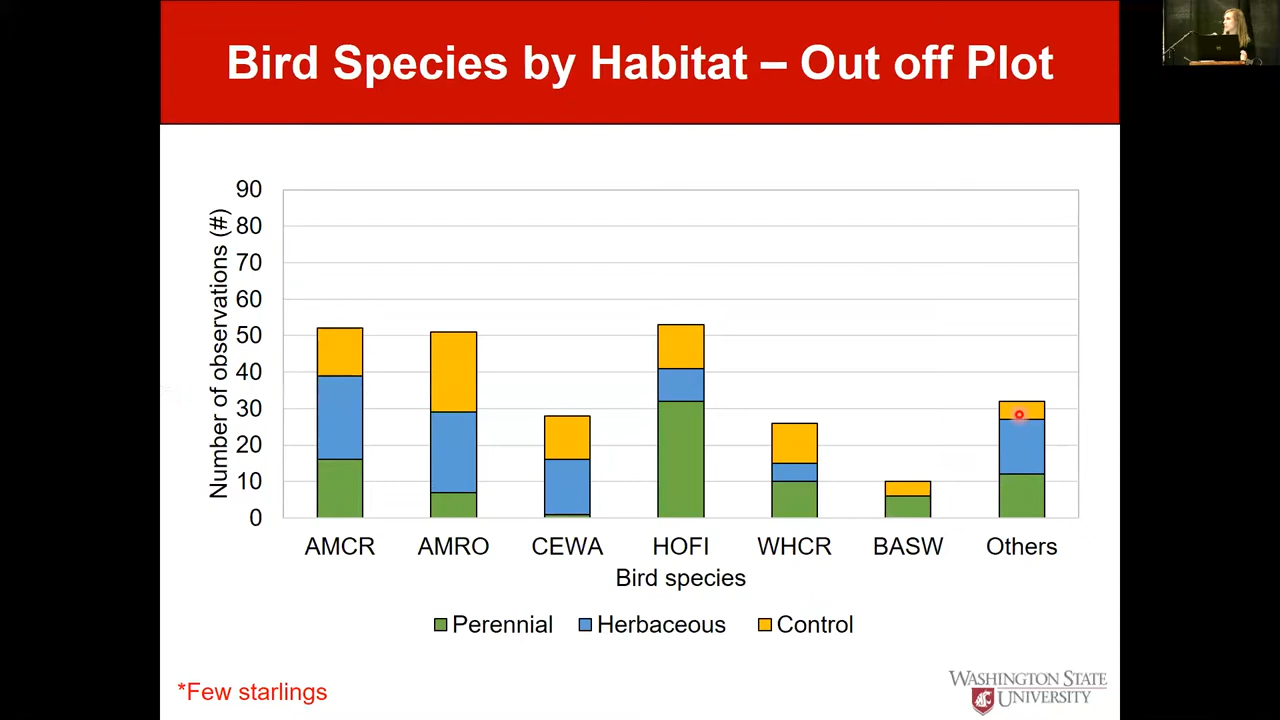 Bird Species by Habitat – Out off Plot
90
80
70
60
50
40
30
20
10
0
Number of observations (#)
AMCR AMRO CEWA HOFI WHCR BASW Others
Bird species
Perennial Herbaceous Control
*Few starlings
WASHINGTON STATE
UNIVERSITY